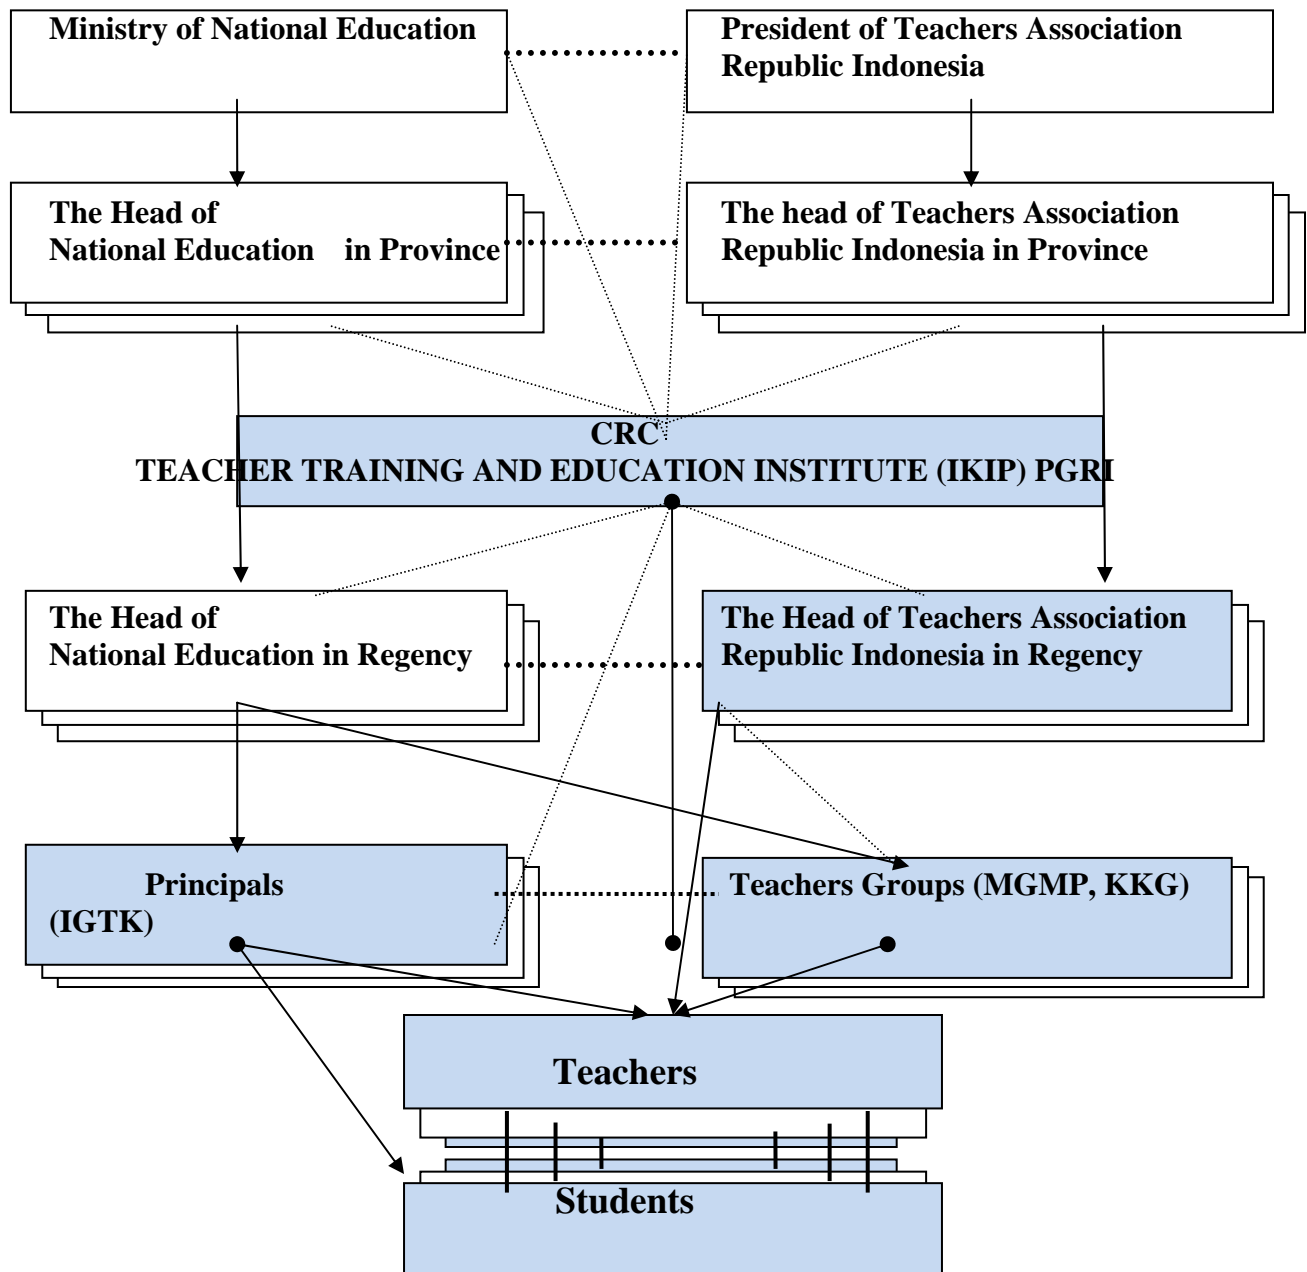 Ministry of National Education
President of Teachers Association
Republic Indonesia
The Head of
National Education in Province
The head of Teachers Association
Republic Indonesia in Province
CRC
TEACHER TRAINING AND EDUCATION INSTITUTE (IKIP) PGRI
The Head of
National Education in Regency
The Head of Teachers Association
Republic Indonesia in Regency
Principals
(IGTK)
Teachers Groups (MGMP, KKG)
Teachers
Students